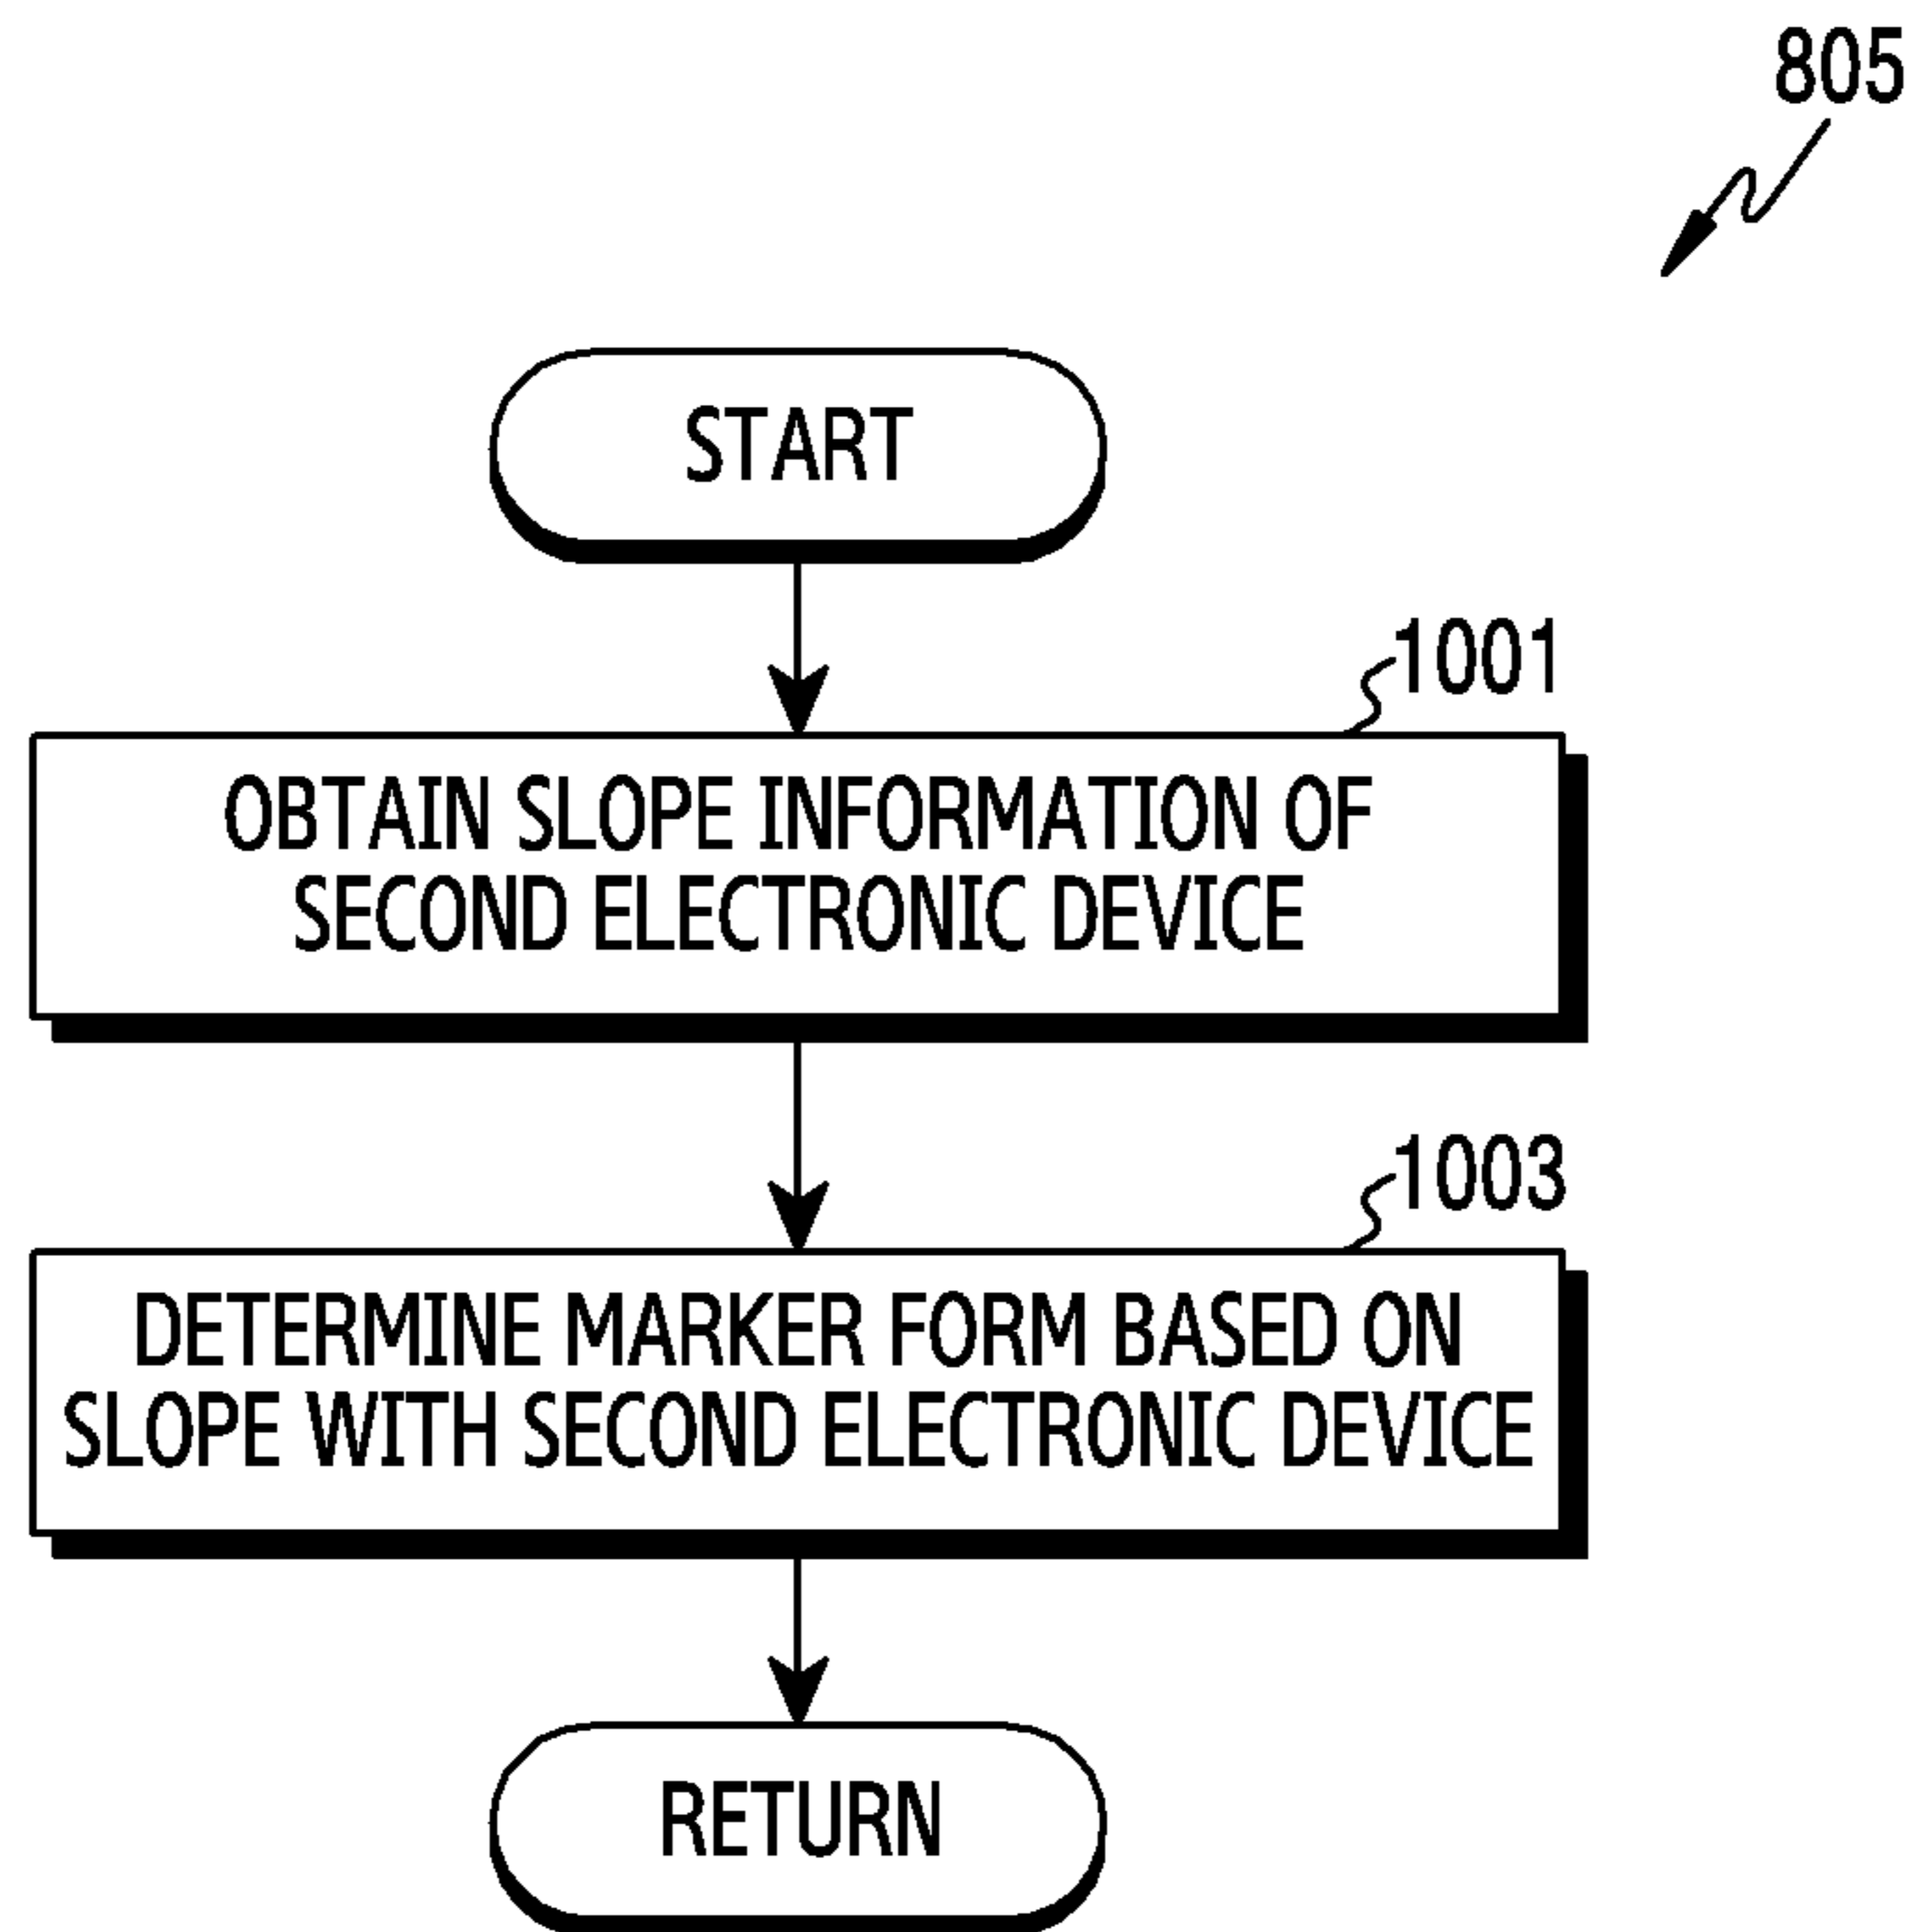 805
START
1001
OBTAIN SLOPE INFORMATION OF
SECOND ELECTRONIC DEVICE
1003
DETERMINE MARKER FORM BASED ON
SLOPE WITH SECOND ELECTRONIC DEVICE
RETURN